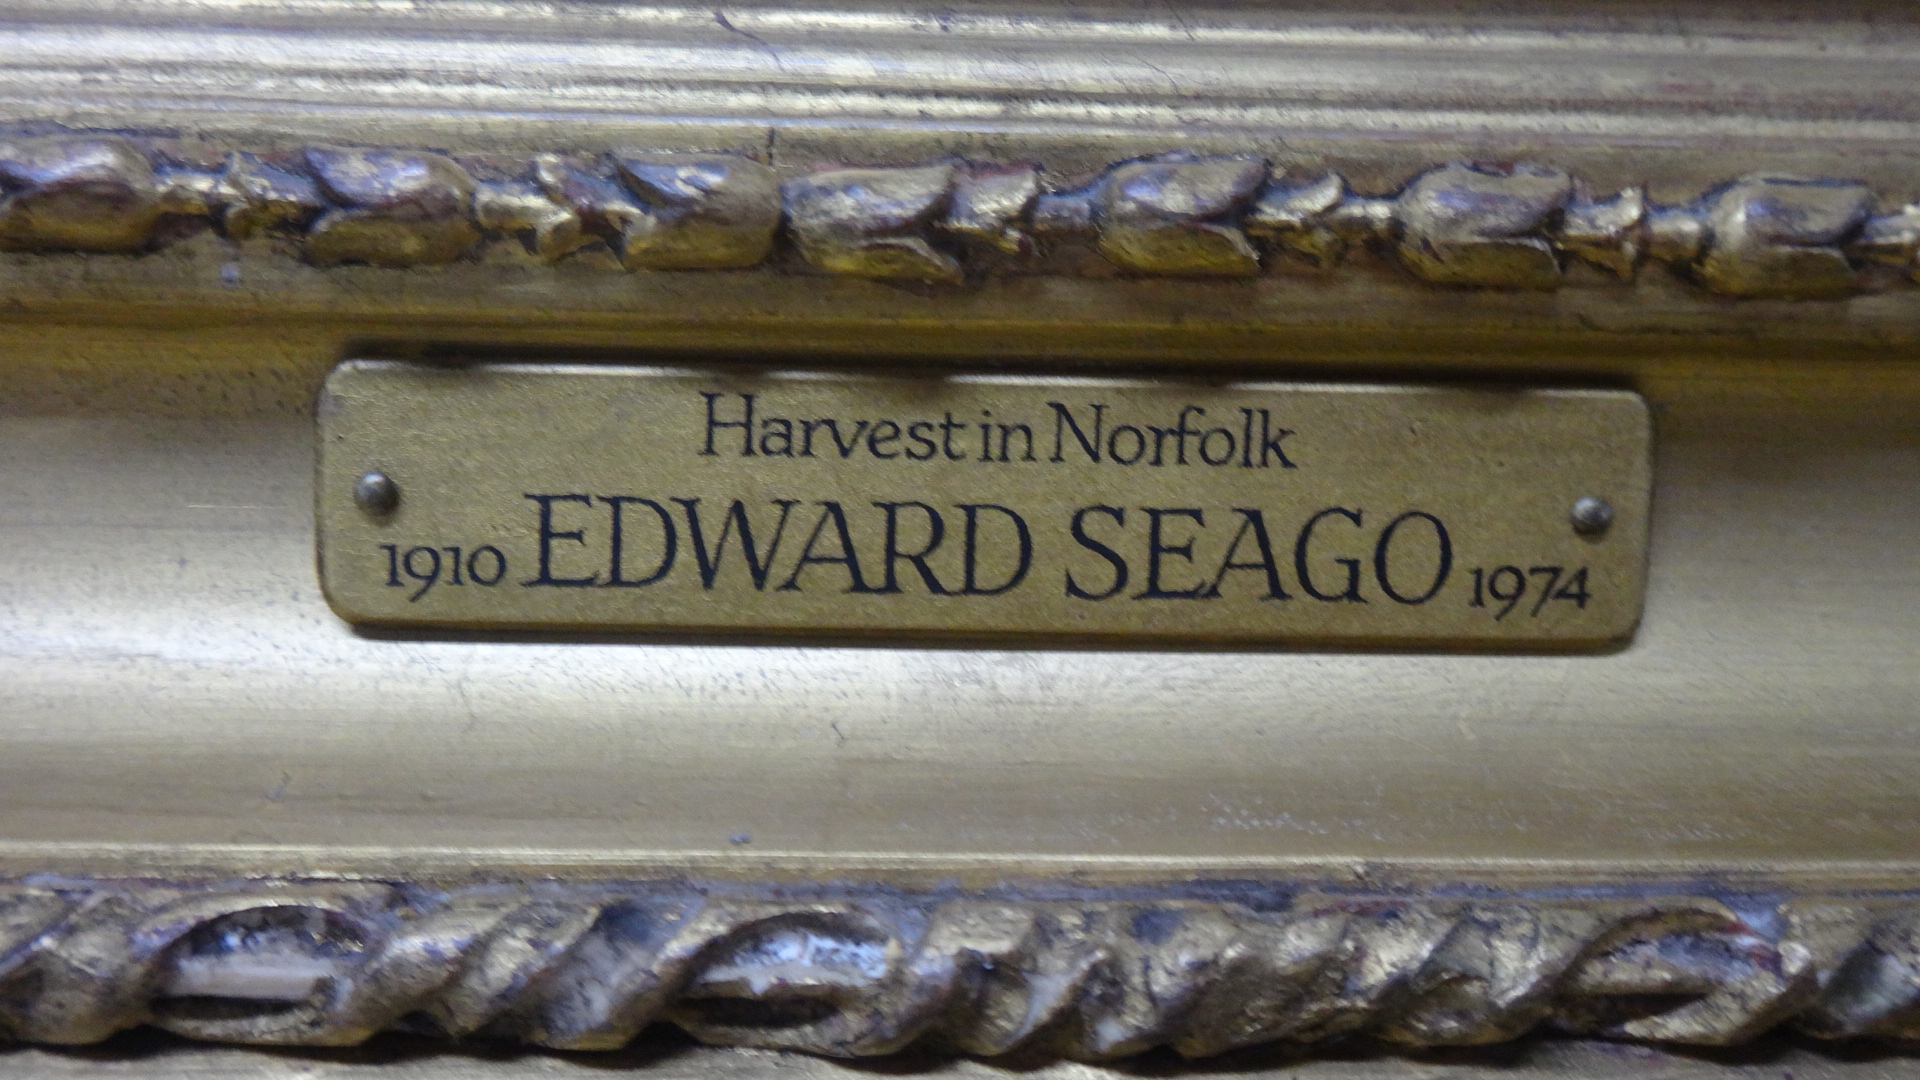 Harvest in Norfolk
1910 EDWARD SEAGO 1974